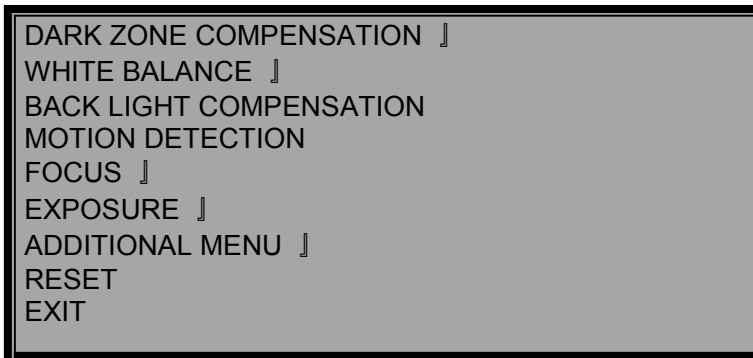 DARK ZONE COMPENSATION 』
WHITE BALANCE 』
BACK LIGHT COMPENSATION
MOTION DETECTION
FOCUS 』
EXPOSURE 』
ADDITIONAL MENU 』
RESET
EXIT